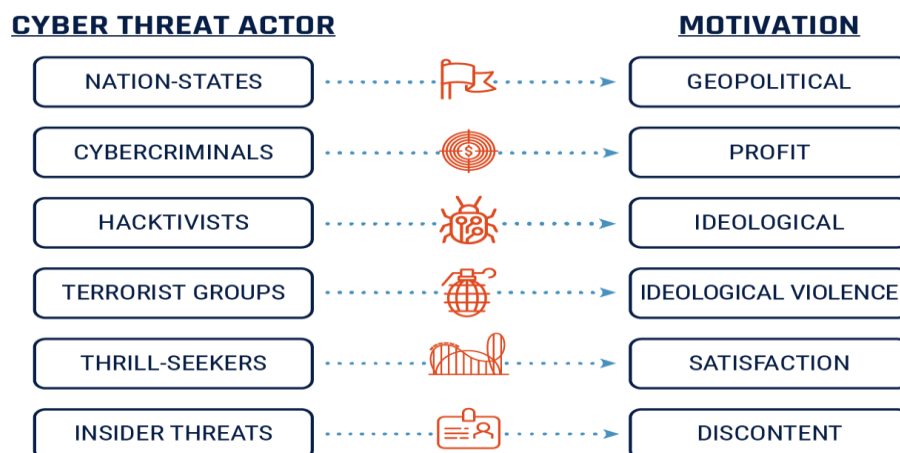 CYBER THREAT ACTOR MOTIVATION
NATION-STATES GEOPOLITICAL
CYBERCRIMINALS $ PROFIT
HACKTIVISTS IDEOLOGICAL
TERRORIST GROUPS IDEOLOGICAL VIOLENCE
THRILL-SEEKERS SATISFACTION
INSIDER THREATS DISCONTENT